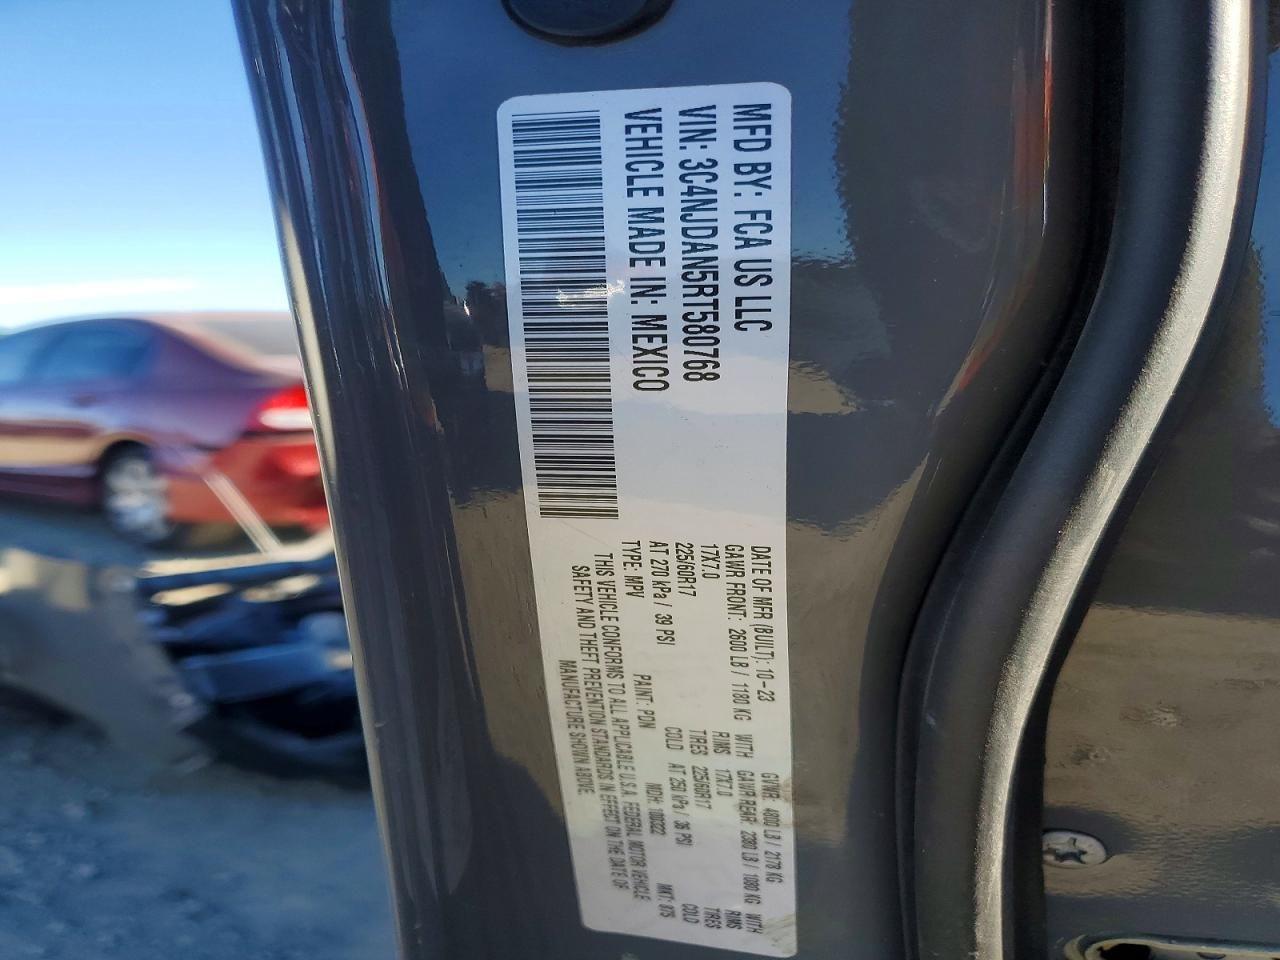 MFD BY: FCA US LLC
VIN: 3C4NJDAN5RT580768
VEHICLE MADE IN: MEXICO
DATE OF MFR (BUILT): 10-23 GVWR: 4800 LB / 2178 KG
GAWR FRONT: 2600 LB / 1180 KG WITH GAWR REAR: 2380 LB / 1080 KG WITH
17X7.0 RIMS 17X7.0 RIMS
225/60R17 TIRES 225/60R17 TIRES
AT 270 kPa / 39 PSI COLD AT 250 kPa / 36 PSI COLD
TYPE: MPV PAINT: PDN MDH: 100322 MKT: 875
THIS VEHICLE CONFORMS TO ALL APPLICABLE U.S.A. FEDERAL MOTOR VEHICLE
SAFETY AND THEFT PREVENTION STANDARDS IN EFFECT ON THE DATE OF
MANUFACTURE SHOWN ABOVE.